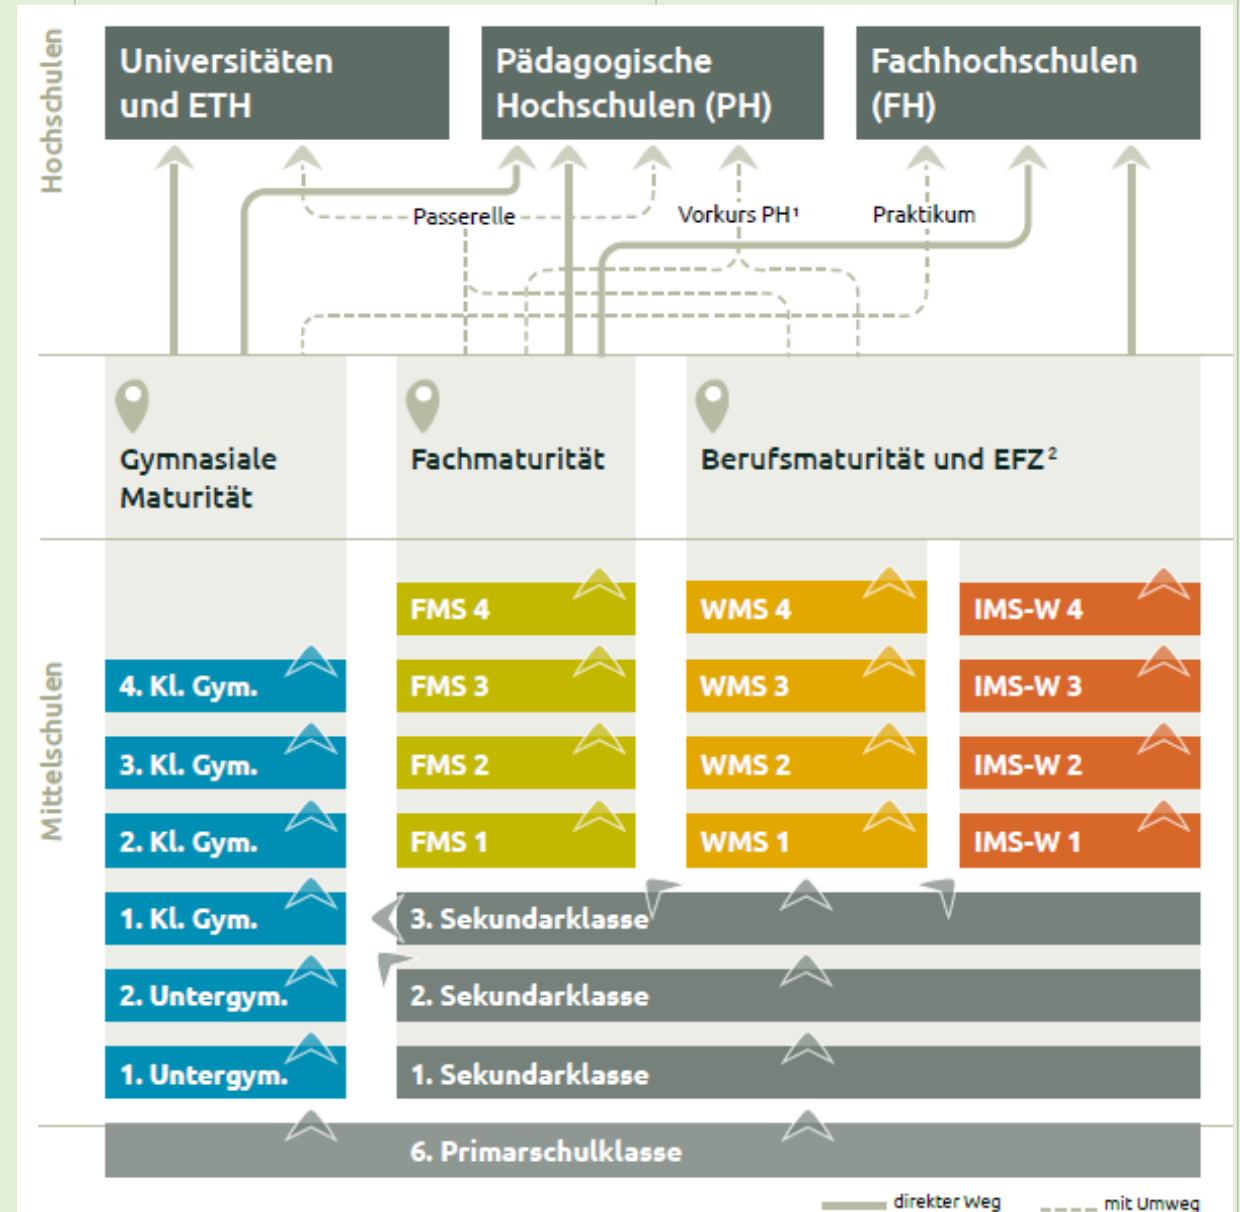 Hochschulen
Universitäten
und ETH
Pädagogische
Hochschulen (PH)
Fachhochschulen
(FH)
Passerelle
Vorkurs PH¹
Praktikum
Gymnasiale
Maturität
Fachmaturität
Berufsmaturität und EFZ²
Mittelschulen
FMS 4
WMS 4
IMS-W 4
4. Kl. Gym.
FMS 3
WMS 3
IMS-W 3
3. Kl. Gym.
FMS 2
WMS 2
IMS-W 2
2. Kl. Gym.
FMS 1
WMS 1
IMS-W 1
1. Kl. Gym.
3. Sekundarklasse
2. Untergym.
2. Sekundarklasse
1. Untergym.
1. Sekundarklasse
6. Primarschulklasse
direkter Weg
mit Umweg